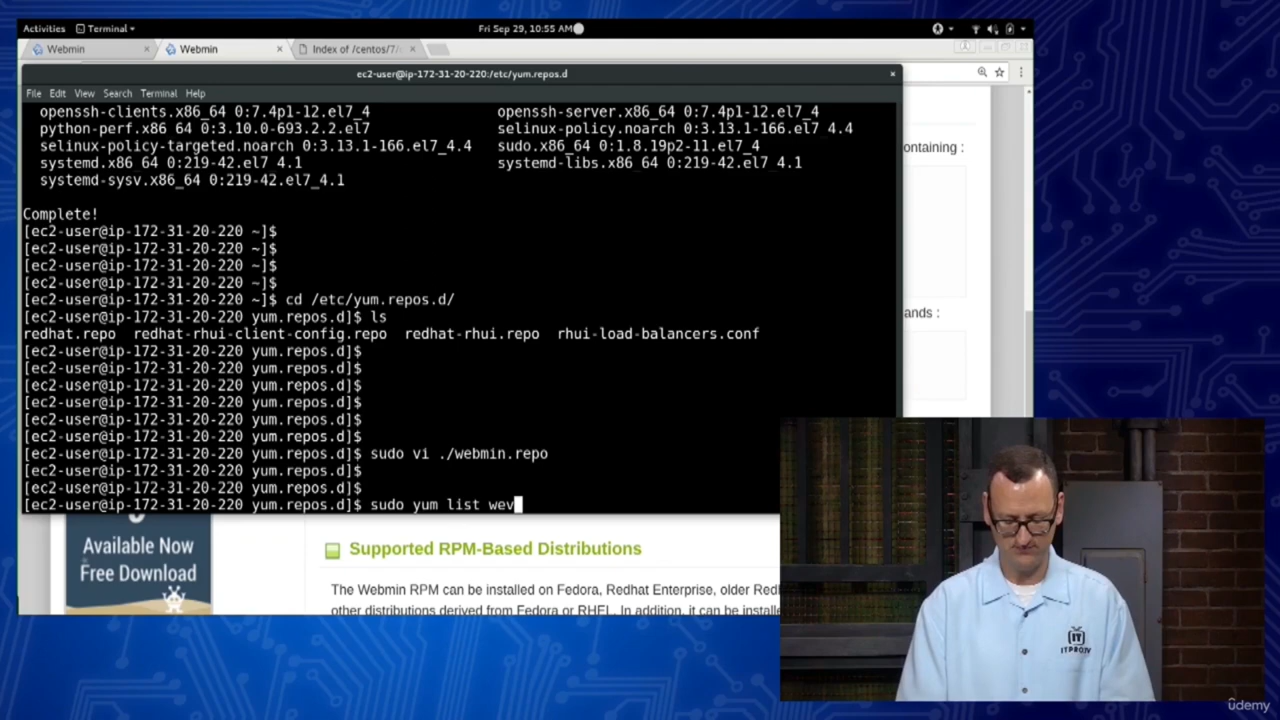 Activities Terminal Fri Sep 29, 10:55 AM
Webmin × Webmin × Index of /centos/7/ ×
ec2-user@ip-172-31-20-220:/etc/yum.repos.d ×
File Edit View Search Terminal Help
openssh-clients.x86_64 0:7.4p1-12.el7_4 openssh-server.x86_64 0:7.4p1-12.el7_4
python-perf.x86_64 0:3.10.0-693.2.2.el7 selinux-policy.noarch 0:3.13.1-166.el7_4.4
selinux-policy-targeted.noarch 0:3.13.1-166.el7_4.4 sudo.x86_64 0:1.8.19p2-11.el7_4
systemd.x86_64 0:219-42.el7_4.1 systemd-libs.x86_64 0:219-42.el7_4.1
systemd-sysv.x86_64 0:219-42.el7_4.1
Complete!
[ec2-user@ip-172-31-20-220 ~]$
[ec2-user@ip-172-31-20-220 ~]$
[ec2-user@ip-172-31-20-220 ~]$
[ec2-user@ip-172-31-20-220 ~]$
[ec2-user@ip-172-31-20-220 ~]$ cd /etc/yum.repos.d/
[ec2-user@ip-172-31-20-220 yum.repos.d]$ ls
redhat.repo redhat-rhui-client-config.repo redhat-rhui.repo rhui-load-balancers.conf
[ec2-user@ip-172-31-20-220 yum.repos.d]$
[ec2-user@ip-172-31-20-220 yum.repos.d]$
[ec2-user@ip-172-31-20-220 yum.repos.d]$
[ec2-user@ip-172-31-20-220 yum.repos.d]$
[ec2-user@ip-172-31-20-220 yum.repos.d]$
[ec2-user@ip-172-31-20-220 yum.repos.d]$
[ec2-user@ip-172-31-20-220 yum.repos.d]$ sudo vi ./webmin.repo
[ec2-user@ip-172-31-20-220 yum.repos.d]$
[ec2-user@ip-172-31-20-220 yum.repos.d]$
[ec2-user@ip-172-31-20-220 yum.repos.d]$ sudo yum list wev
ontaining :
ands :
Available Now
Free Download
Supported RPM-Based Distributions
The Webmin RPM can be installed on Fedora, Redhat Enterprise, older Red
other distributions derived from Fedora or RHEL. In addition, it can be
IT
ITPROTV
ûdemy